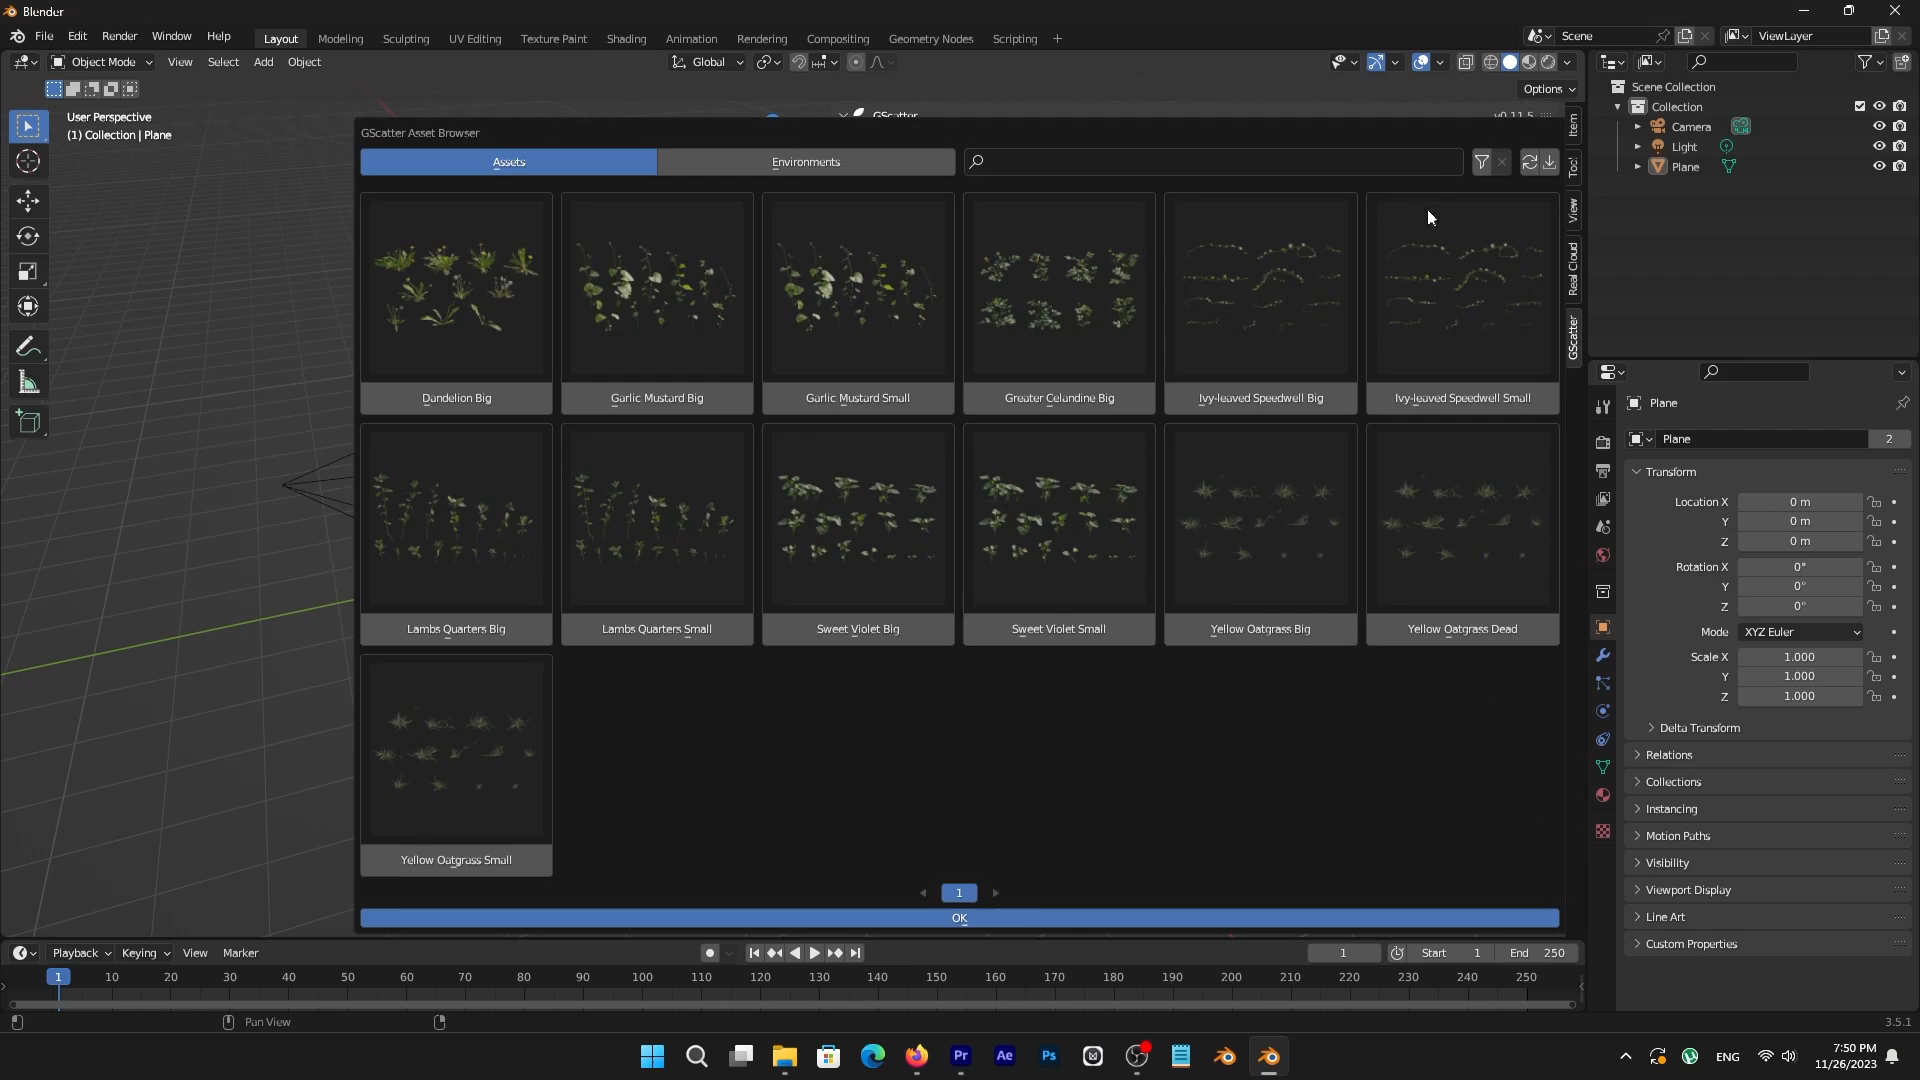 Blender
File Edit Render Window Help Layout Modeling Sculpting UV Editing Texture Paint Shading Animation Rendering Compositing Geometry Nodes Scripting + Scene ViewLayer
Object Mode View Select Add Object Global
Options
User Perspective
(1) Collection | Plane
GScatter v0.11.5
GScatter Asset Browser
Assets Environments
Dandelion Big Garlic Mustard Big Garlic Mustard Small Greater Celandine Big Ivy-leaved Speedwell Big Ivy-leaved Speedwell Small
Lambs Quarters Big Lambs Quarters Small Sweet Violet Big Sweet Violet Small Yellow Oatgrass Big Yellow Oatgrass Dead
Yellow Oatgrass Small
1
OK
Item
Tool
View
Real Cloud
GScatter
Scene Collection
Collection
Camera
Light
Plane
Plane
Plane 2
Transform
Location X 0 m
Y 0 m
Z 0 m
Rotation X 0°
Y 0°
Z 0°
Mode XYZ Euler
Scale X 1.000
Y 1.000
Z 1.000
Delta Transform
Relations
Collections
Instancing
Motion Paths
Visibility
Viewport Display
Line Art
Custom Properties
Playback Keying View Marker 1 Start 1 End 250
1 10 20 30 40 50 60 70 80 90 100 110 120 130 140 150 160 170 180 190 200 210 220 230 240 250
Pan View 3.5.1
Pr Ae Ps ENG 7:50 PM
11/26/2023